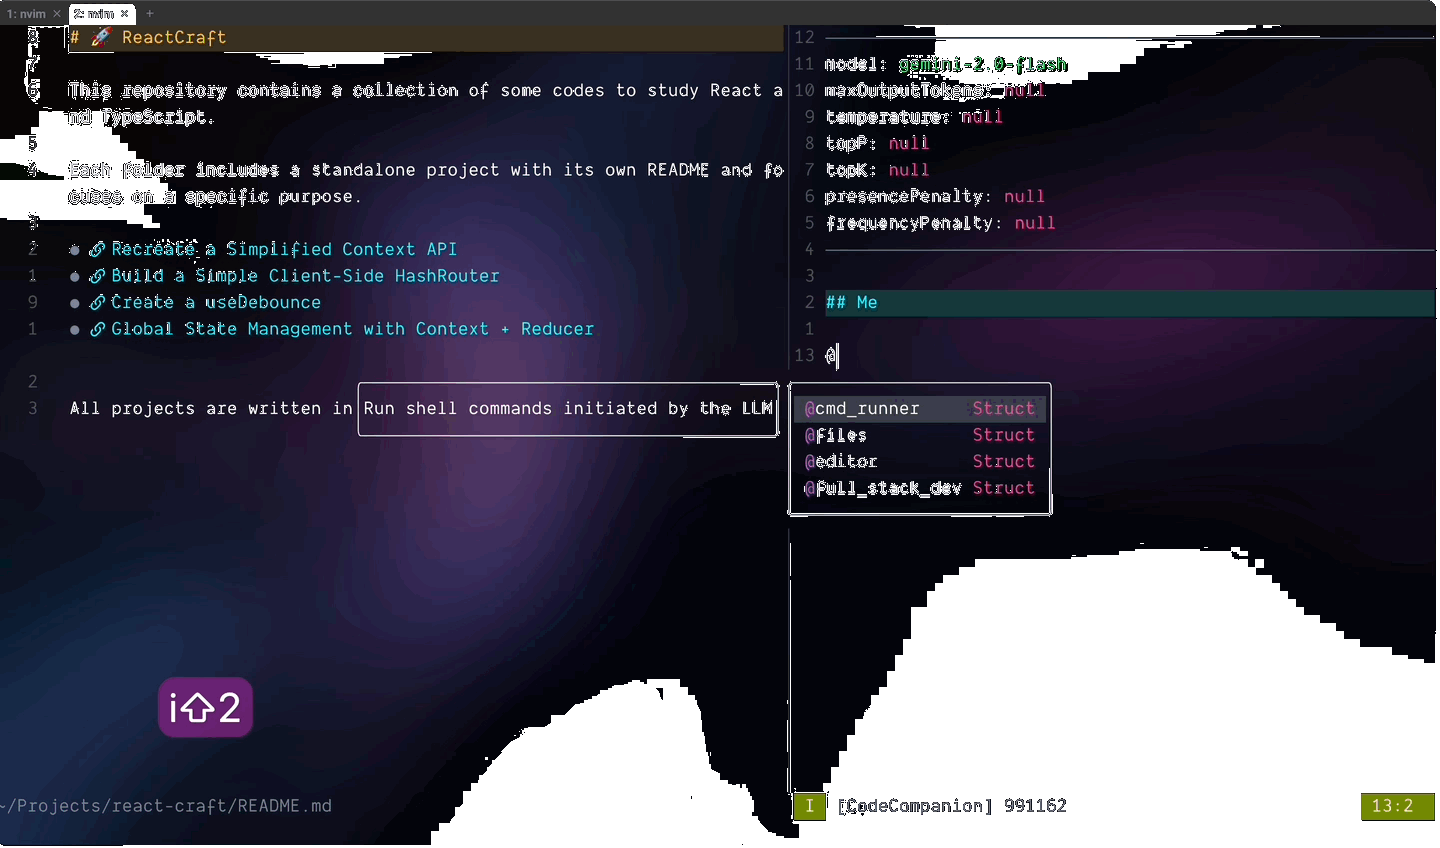 1: nvim × 2: nvim × +
8 # 🚀 ReactCraft
7
6 This repository contains a collection of some codes to study React a
nd TypeScript.
5
4 Each folder includes a standalone project with its own README and fo
cuses on a specific purpose.
3
2 ● 🔗 Recreate a Simplified Context API
1 ● 🔗 Build a Simple Client-Side HashRouter
9 ● 🔗 Create a useDebounce
1 ● 🔗 Global State Management with Context + Reducer
2
3 All projects are written in
Run shell commands initiated by the LLM
i⇧2
~/Projects/react-craft/README.md
12
11 model: gemini-2.0-flash
10 maxOutputTokens: null
9 temperature: null
8 topP: null
7 topK: null
6 presencePenalty: null
5 frequencyPenalty: null
4
3
2 ## Me
1
13 @
@cmd_runner Struct
@files Struct
@editor Struct
@full_stack_dev Struct
I [CodeCompanion] 991162 13:2